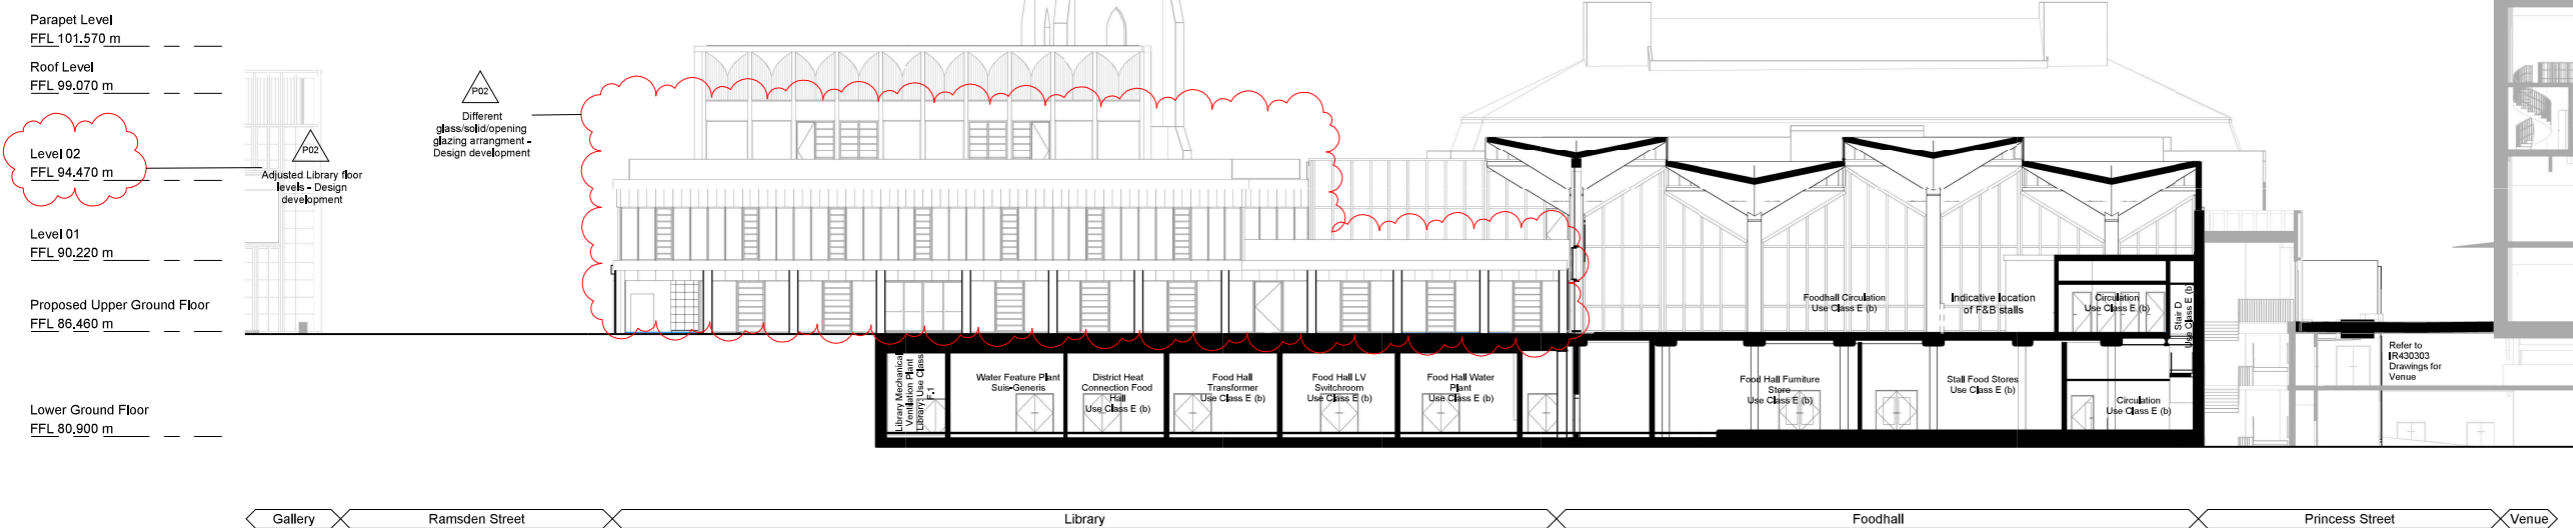 Parapet Level
FFL 101.570 m
Roof Level
FFL 99.070 m
Level 02
FFL 94.470 m
Level 01
FFL 90.220 m
Proposed Upper Ground Floor
FFL 86.460 m
Lower Ground Floor
FFL 80.900 m
P02
Adjusted Library floor
levels - Design
development
P02
Different
glass/solid/opening
glazing arrangment -
Design development
Foodhall Circulation
Use Class E (b)
Indicative location
of F&B stalls
Circulation
Use Class E (b)
Stair D
Use Class E (b)
Library Mechanical
Ventilation Plant
Library: Use Class
F.1
Water Feature Plant
Suis-Generis
District Heat
Connection Food
Hall
Use Class E (b)
Food Hall
Transformer
Use Class E (b)
Food Hall LV
Switchroom
Use Class E (b)
Food Hall Water
Plant
Use Class E (b)
Food Hall Furniture
Store
Use Class E (b)
Stall Food Stores
Use Class E (b)
Circulation
Use Class E (b)
Refer to
IR430303
Drawings for
Venue
Gallery
Ramsden Street
Library
Foodhall
Princess Street
Venue